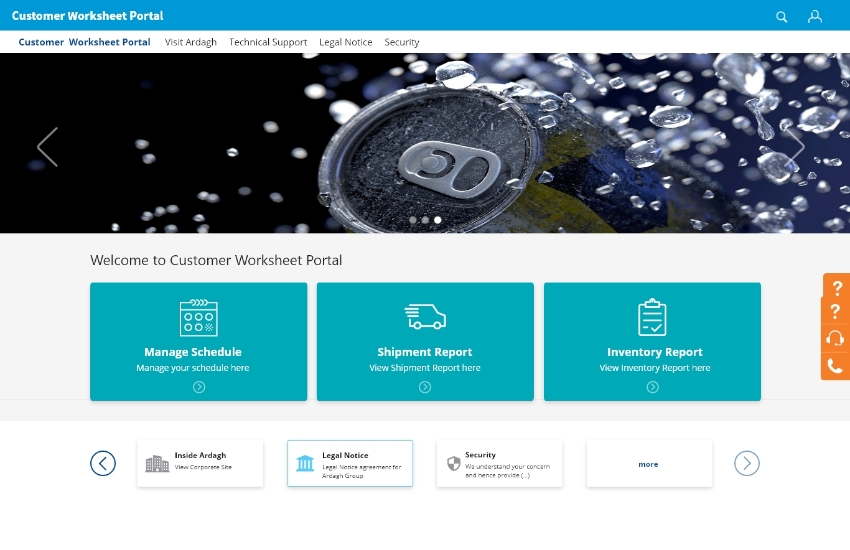 Customer Worksheet Portal
Customer Worksheet Portal Visit Ardagh Technical Support Legal Notice Security
Welcome to Customer Worksheet Portal
Manage Schedule
Manage your schedule here
Shipment Report
View Shipment Report here
Inventory Report
View Inventory Report here
?
?
Inside Ardagh
View Corporate Site
Legal Notice
Legal Notice agreement for
Ardagh Group
Security
We understand your concern
and hence provide (...)
more